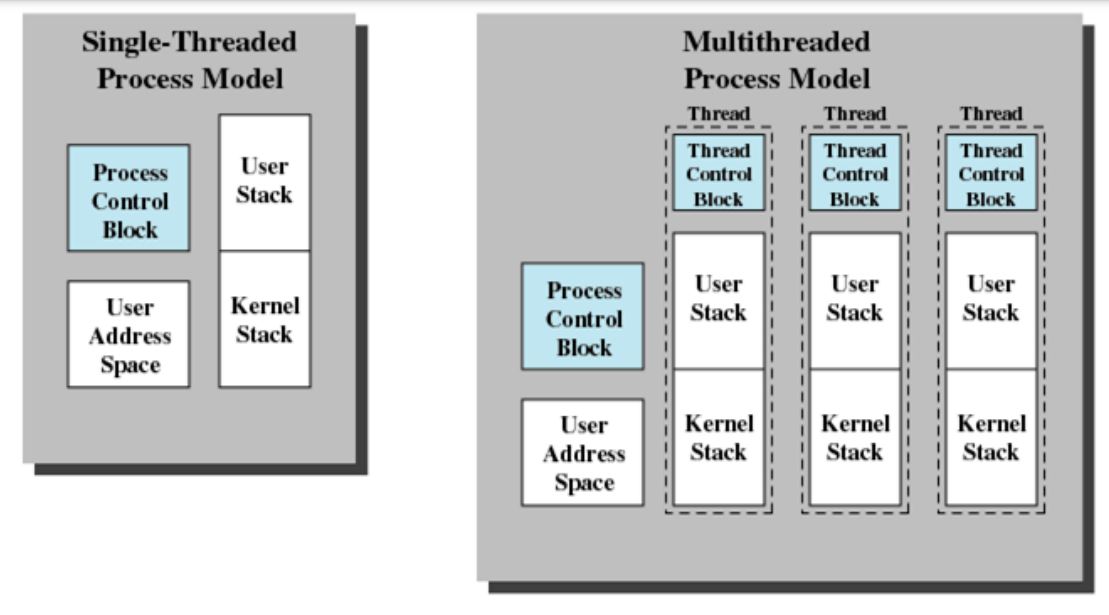 Single-Threaded
Process Model
Process
Control
Block
User
Stack
User
Address
Space
Kernel
Stack
Multithreaded
Process Model
Thread
Thread
Thread
Thread
Control
Block
Thread
Control
Block
Thread
Control
Block
Process
Control
Block
User
Stack
User
Stack
User
Stack
User
Address
Space
Kernel
Stack
Kernel
Stack
Kernel
Stack